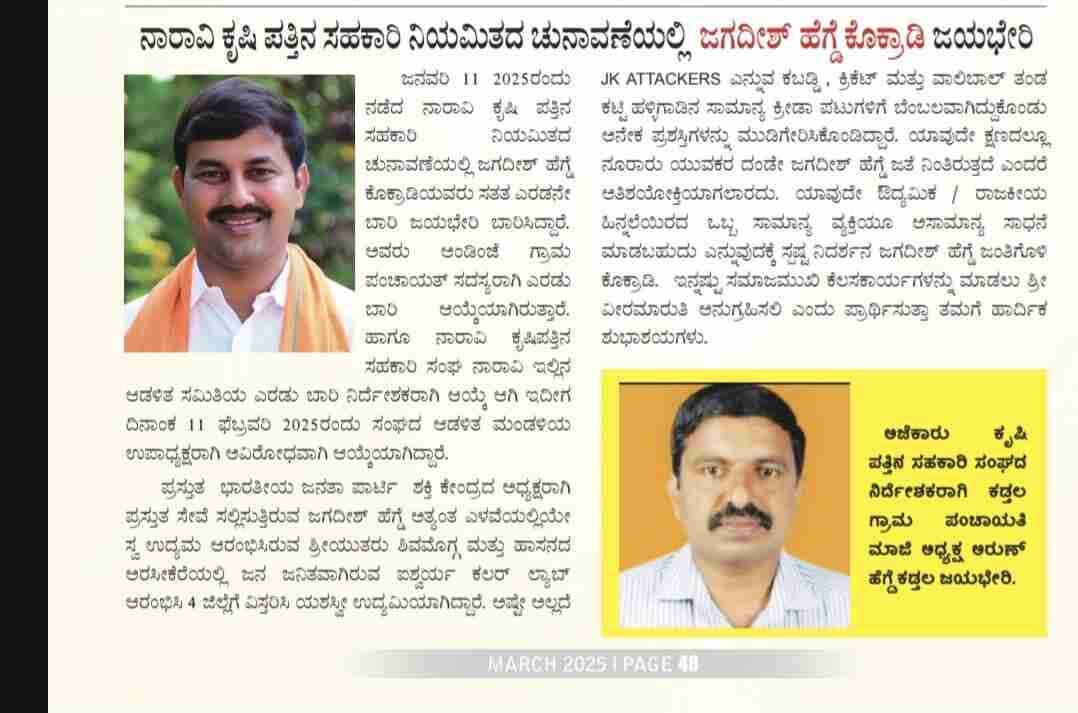 ನಾರಾವಿ ಕೃಷಿ ಪತ್ತಿನ ಸಹಕಾರಿ ನಿಯಮಿತದ ಚುನಾವಣೆಯಲ್ಲಿ ಜಗದೀಶ್ ಹೆಗ್ಡೆ ಕೊಕ್ರಾಡಿ ಜಯಭೇರಿ
ಜನವರಿ 11 2025ರಂದು
ನಡೆದ ನಾರಾವಿ ಕೃಷಿ ಪತ್ತಿನ
ಸಹಕಾರಿ ನಿಯಮಿತದ
ಚುನಾವಣೆಯಲ್ಲಿ ಜಗದೀಶ್ ಹೆಗ್ಡೆ
ಕೊಕ್ರಾಡಿಯವರು ಸತತ ಎರಡನೇ
ಬಾರಿ ಜಯಭೇರಿ ಬಾರಿಸಿದ್ದಾರೆ.
ಅವರು ಅಂಡಿಂಜೆ ಗ್ರಾಮ
ಪಂಚಾಯತ್ ಸದಸ್ಯರಾಗಿ ಎರಡು
ಬಾರಿ ಆಯ್ಕೆಯಾಗಿರುತ್ತಾರೆ.
ಹಾಗೂ ನಾರಾವಿ ಕೃಷಿಪತ್ತಿನ
ಸಹಕಾರಿ ಸಂಘ ನಾರಾವಿ ಇಲ್ಲಿನ
ಆಡಳಿತ ಸಮಿತಿಯ ಎರಡು ಬಾರಿ ನಿರ್ದೇಶಕರಾಗಿ ಆಯ್ಕೆ ಆಗಿ ಇದೀಗ
ದಿನಾಂಕ 11 ಫೆಬ್ರವರಿ 2025ರಂದು ಸಂಘದ ಆಡಳಿತ ಮಂಡಳಿಯ
ಉಪಾಧ್ಯಕ್ಷರಾಗಿ ಅವಿರೋಧವಾಗಿ ಆಯ್ಕೆಯಾಗಿದ್ದಾರೆ.
ಪ್ರಸ್ತುತ ಭಾರತೀಯ ಜನತಾ ಪಾರ್ಟಿ ಶಕ್ತಿ ಕೇಂದ್ರದ ಅಧ್ಯಕ್ಷರಾಗಿ
ಪ್ರಸ್ತುತ ಸೇವೆ ಸಲ್ಲಿಸುತ್ತಿರುವ ಜಗದೀಶ್ ಹೆಗ್ಡೆ ಅತ್ಯಂತ ಎಳವೆಯಲ್ಲಿಯೇ
ಸ್ವ ಉದ್ಯಮ ಆರಂಭಿಸಿರುವ ಶ್ರೀಯುತರು ಶಿವಮೊಗ್ಗ ಮತ್ತು ಹಾಸನದ
ಅರಸೀಕೆರೆಯಲ್ಲಿ ಜನ ಜನಿತವಾಗಿರುವ ಐಶ್ವರ್ಯ ಕಲರ್ ಲ್ಯಾಬ್
ಆರಂಭಿಸಿ 4 ಜಿಲ್ಲೆಗೆ ವಿಸ್ತರಿಸಿ ಯಶಸ್ವೀ ಉದ್ಯಮಿಯಾಗಿದ್ದಾರೆ. ಅಷ್ಟೇ ಅಲ್ಲದೆ
JK ATTACKERS ಎನ್ನುವ ಕಬಡ್ಡಿ , ಕ್ರಿಕೆಟ್ ಮತ್ತು ವಾಲಿಬಾಲ್ ತಂಡ
ಕಟ್ಟಿ ಹಳ್ಳಿಗಾಡಿನ ಸಾಮಾನ್ಯ ಕ್ರೀಡಾ ಪಟುಗಳಿಗೆ ಬೆಂಬಲವಾಗಿದ್ದುಕೊಂಡು
ಅನೇಕ ಪ್ರಶಸ್ತಿಗಳನ್ನು ಮುಡಿಗೇರಿಸಿಕೊಂಡಿದ್ದಾರೆ. ಯಾವುದೇ ಕ್ಷಣದಲ್ಲೂ
ನೂರಾರು ಯುವಕರ ದಂಡೇ ಜಗದೀಶ್ ಹೆಗ್ಡೆ ಜತೆ ನಿಂತಿರುತ್ತದೆ ಎಂದರೆ
ಅತಿಶಯೋಕ್ತಿಯಾಗಲಾರದು. ಯಾವುದೇ ಔದ್ಯಮಿಕ / ರಾಜಕೀಯ
ಹಿನ್ನಲೆಯಿರದ ಒಬ್ಬ ಸಾಮಾನ್ಯ ವ್ಯಕ್ತಿಯೂ ಅಸಾಮಾನ್ಯ ಸಾಧನೆ
ಮಾಡಬಹುದು ಎನ್ನುವುದಕ್ಕೆ ಸ್ಪಷ್ಟ ನಿದರ್ಶನ ಜಗದೀಶ್ ಹೆಗ್ಡೆ ಜಂತಿಗೊಳಿ
ಕೊಕ್ರಾಡಿ. ಇನ್ನಷ್ಟು ಸಮಾಜಮುಖಿ ಕೆಲಸಕಾರ್ಯಗಳನ್ನು ಮಾಡಲು ಶ್ರೀ
ವೀರಮಾರುತಿ ಅನುಗ್ರಹಿಸಲಿ ಎಂದು ಪ್ರಾರ್ಥಿಸುತ್ತಾ ತಮಗೆ ಹಾರ್ದಿಕ
ಶುಭಾಶಯಗಳು.
ಅಜೆಕಾರು ಕೃಷಿ
ಪತ್ತಿನ ಸಹಕಾರಿ ಸಂಘದ
ನಿರ್ದೇಶಕರಾಗಿ ಕಡ್ತಲ
ಗ್ರಾಮ ಪಂಚಾಯತಿ
ಮಾಜಿ ಅಧ್ಯಕ್ಷ ಅರುಣ್
ಹೆಗ್ಡೆ ಕಡ್ತಲ ಜಯಭೇರಿ.
MARCH 2025 | PAGE 48